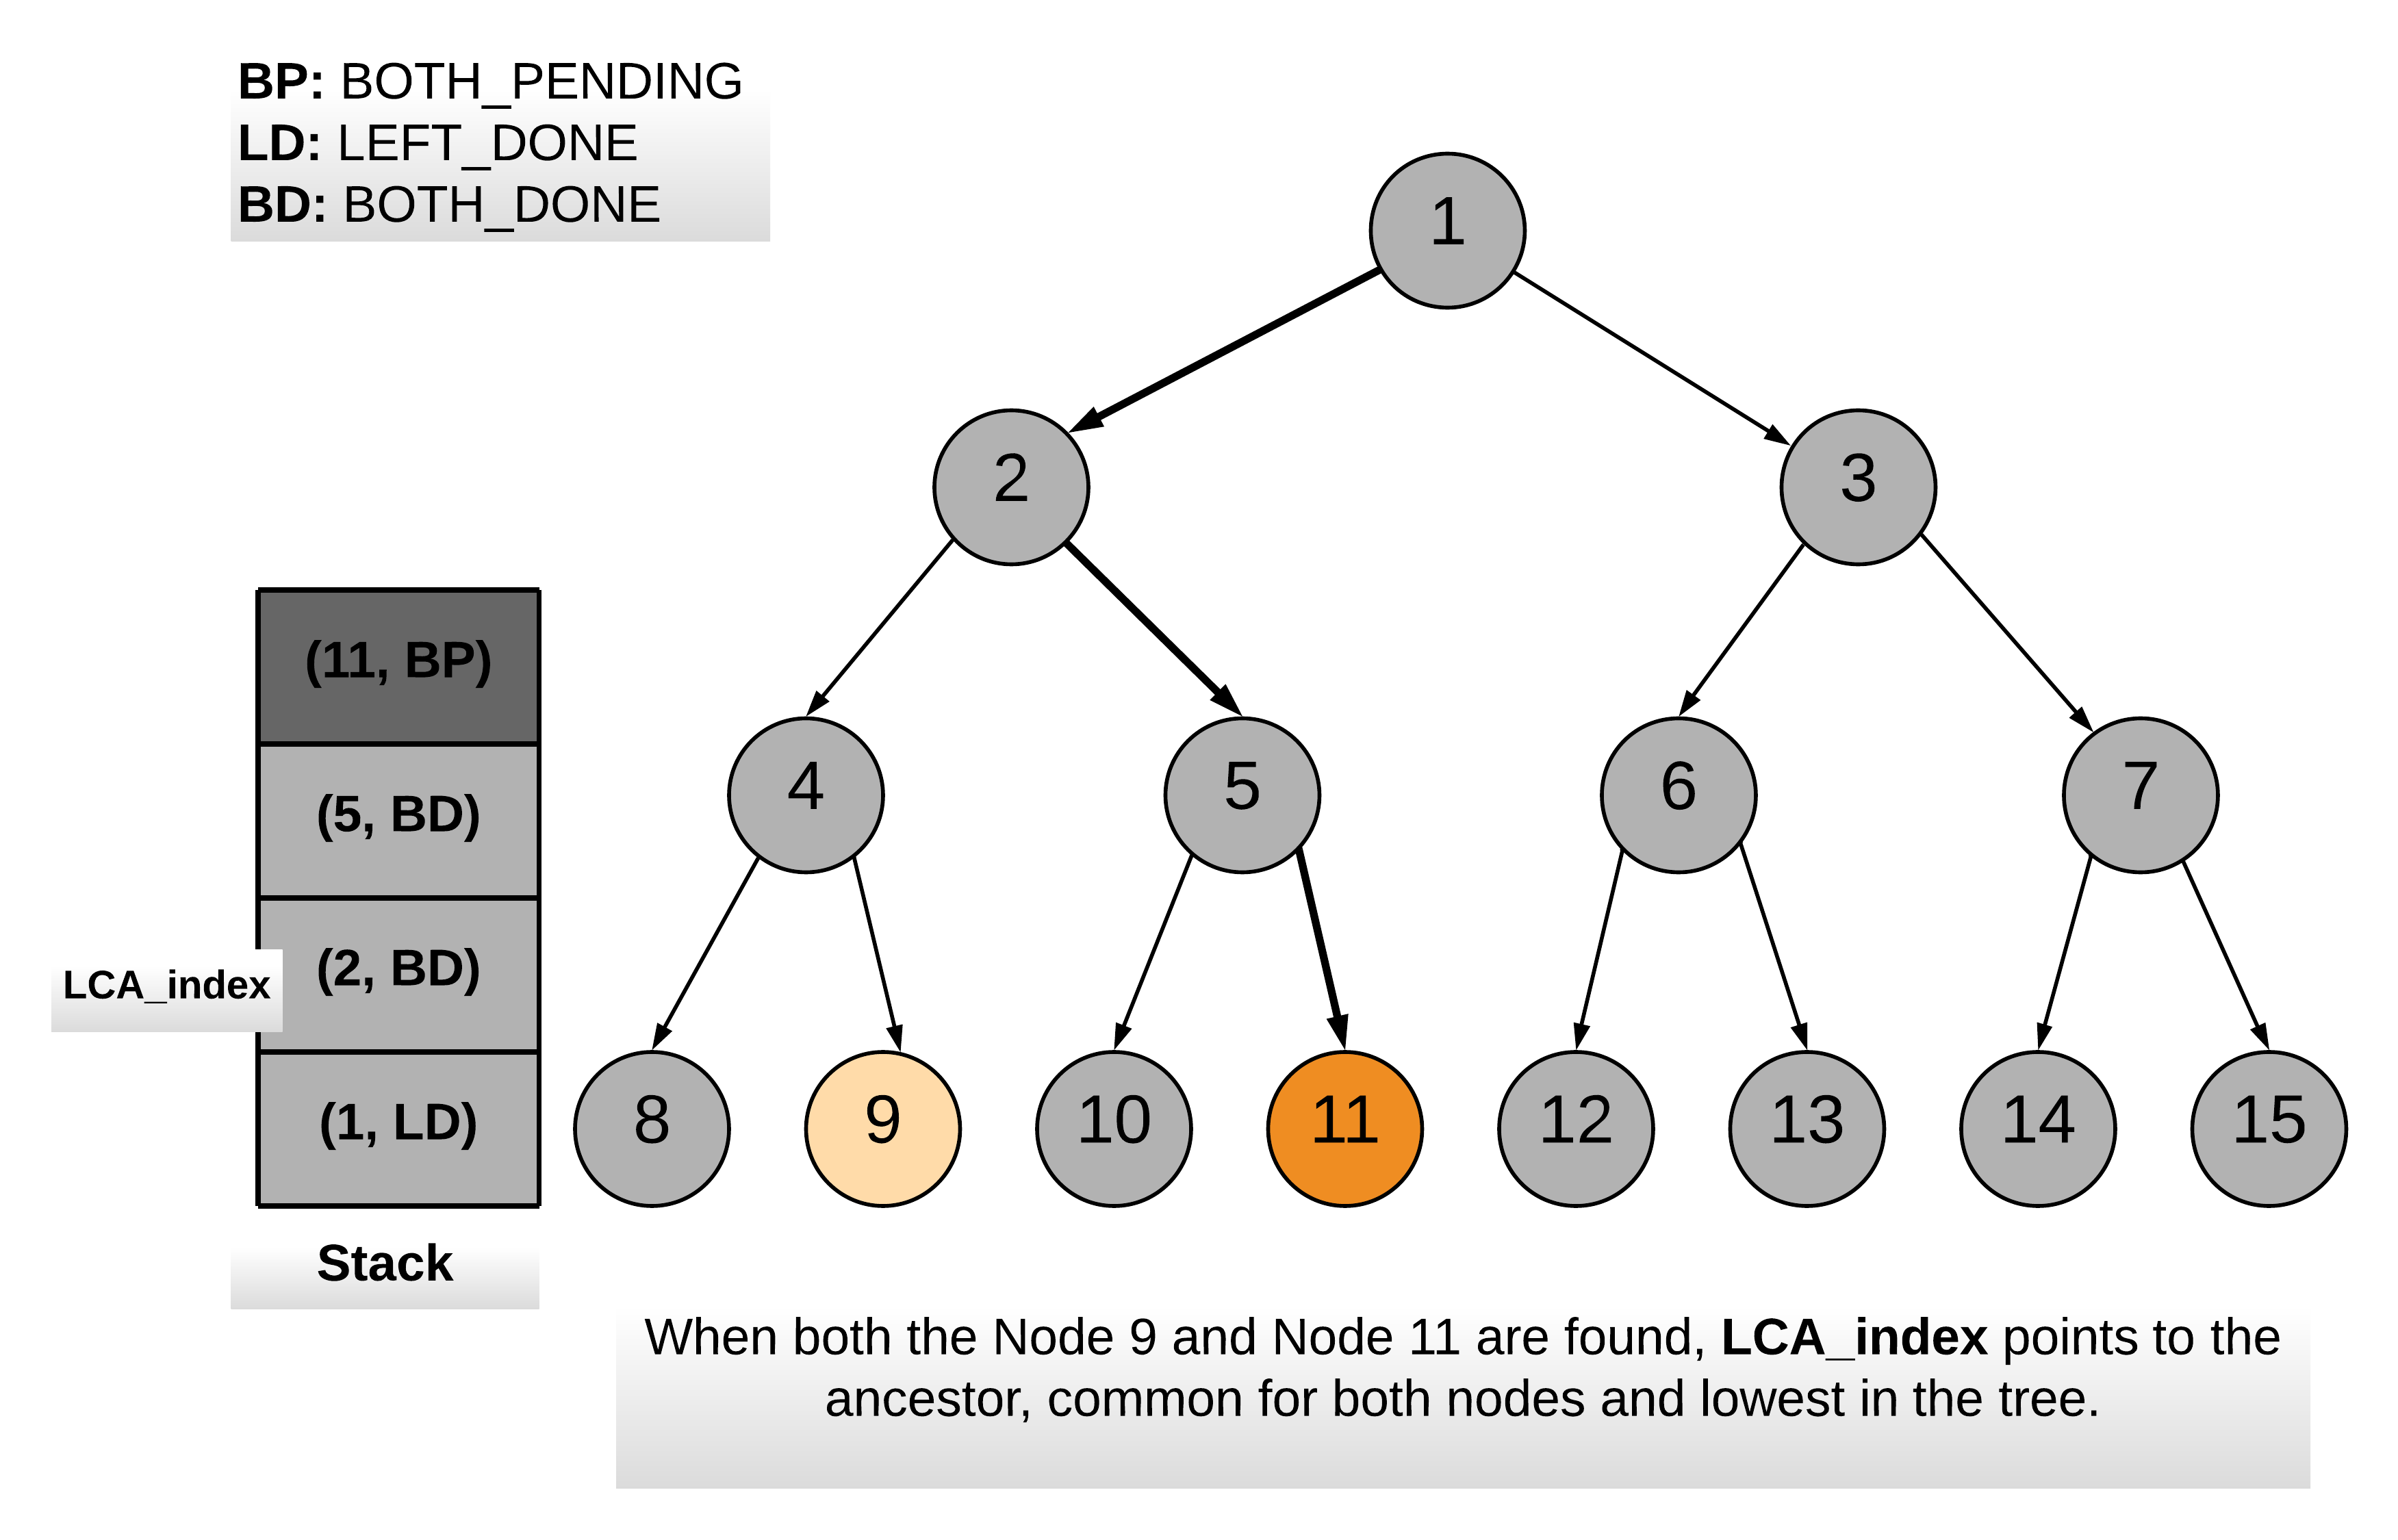 BP: BOTH_PENDING
LD: LEFT_DONE
BD: BOTH_DONE
1
2
3
4
5
6
7
8
9
10
11
12
13
14
15
(11, BP)
(5, BD)
(2, BD)
LCA_index
(1, LD)
Stack
When both the Node 9 and Node 11 are found, LCA_index points to the
ancestor, common for both nodes and lowest in the tree.